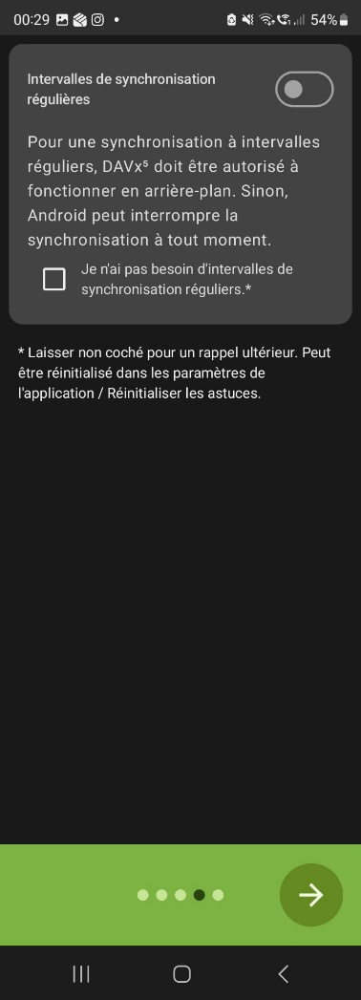 00:29
54%
Intervalles de synchronisation
régulières
Pour une synchronisation à intervalles
réguliers, DAVx⁵ doit être autorisé à
fonctionner en arrière-plan. Sinon,
Android peut interrompre la
synchronisation à tout moment.
Je n'ai pas besoin d'intervalles de
synchronisation réguliers.*
* Laisser non coché pour un rappel ultérieur. Peut
être réinitialisé dans les paramètres de
l'application / Réinitialiser les astuces.